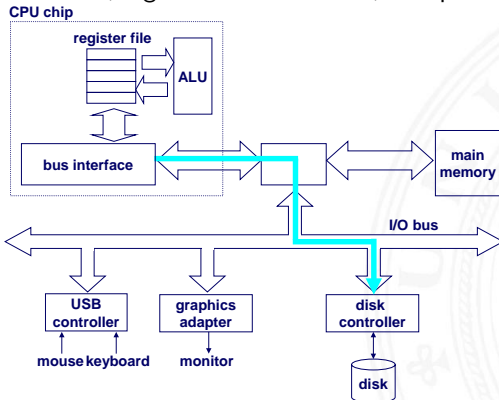 CPU chip
register file
ALU
bus interface
main
memory
I/O bus
USB
controller
graphics
adapter
disk
controller
mouse keyboard
monitor
disk